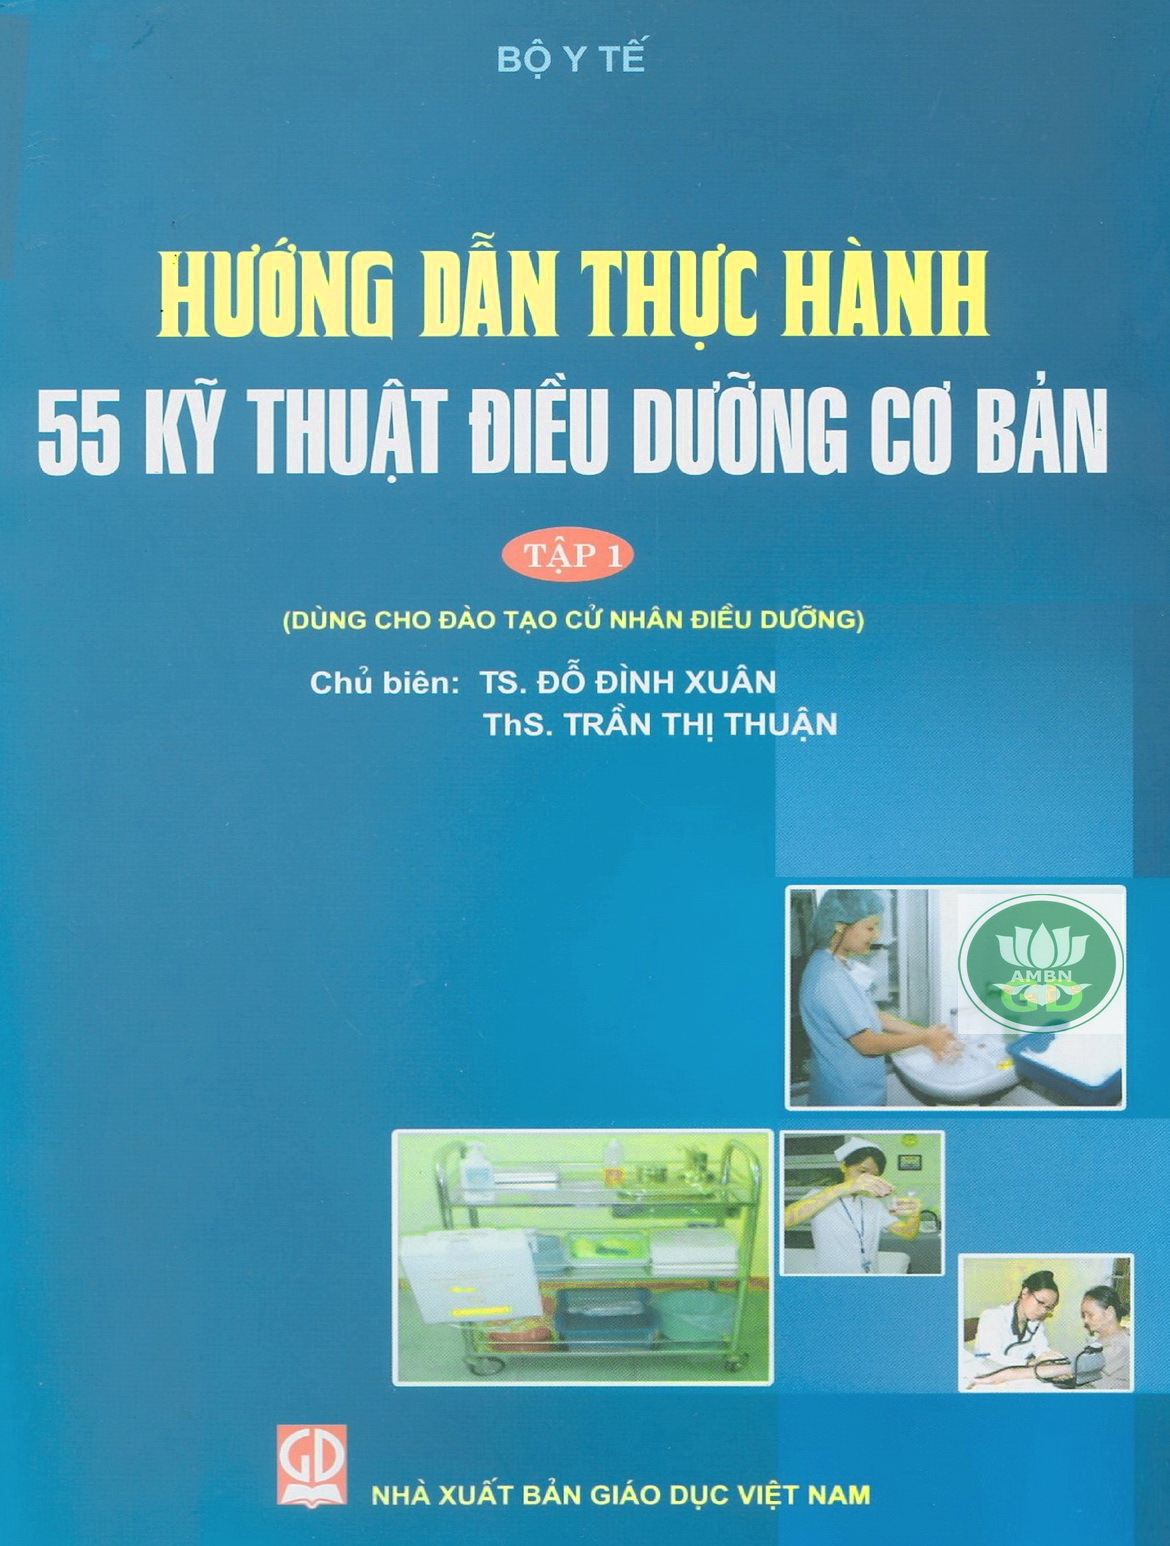 BỘ Y TẾ
HƯỚNG DẪN THỰC HÀNH
55 KỸ THUẬT ĐIỀU DƯỠNG CƠ BẢN
TẬP 1
(DÙNG CHO ĐÀO TẠO CỬ NHÂN ĐIỀU DƯỠNG)
Chủ biên: TS. ĐỖ ĐÌNH XUÂN
ThS. TRẦN THỊ THUẬN
AMBN
GD
GD
NHÀ XUẤT BẢN GIÁO DỤC VIỆT NAM